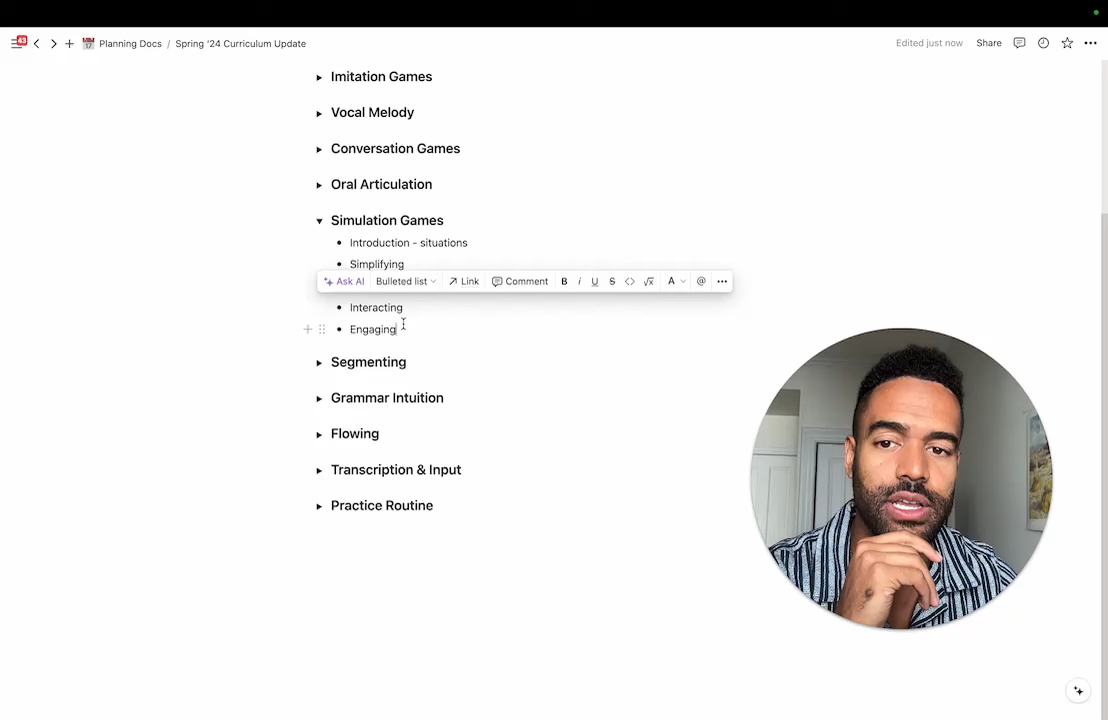 43 Planning Docs / Spring '24 Curriculum Update Edited just now Share
Imitation Games
Vocal Melody
Conversation Games
Oral Articulation
Simulation Games
Introduction - situations
Simplifying
Ask AI Bulleted list Link Comment B i U S <> √x A @
Interacting
Engaging
Segmenting
Grammar Intuition
Flowing
Transcription & Input
Practice Routine